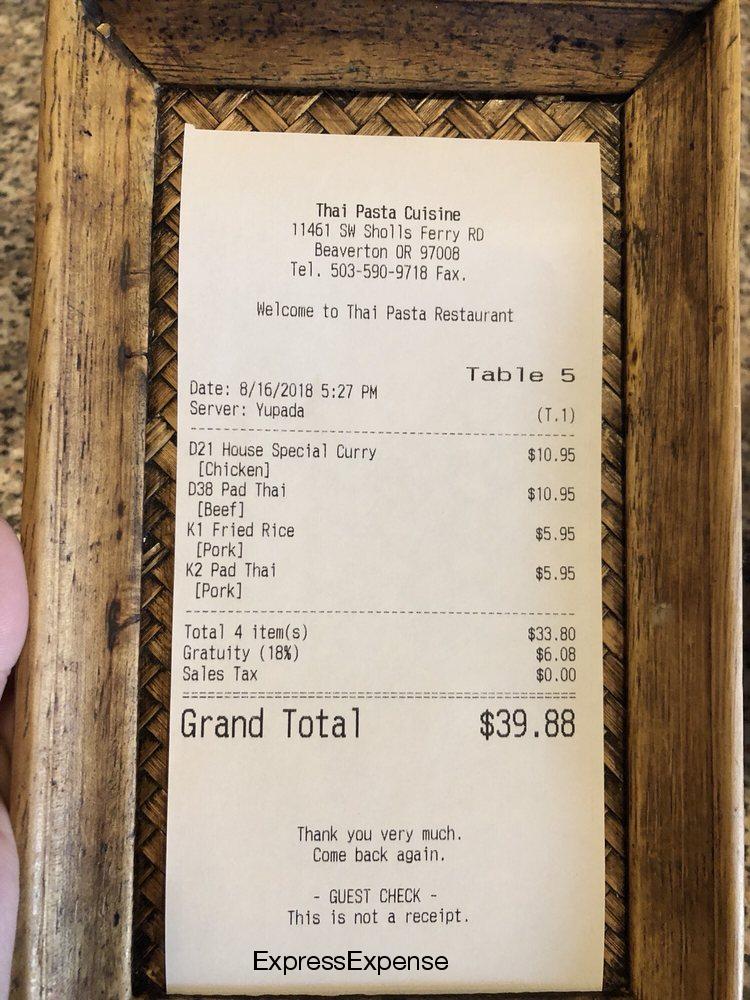 Thai Pasta Cuisine
11461 SW Sholls Ferry RD
Beaverton OR 97008
Tel. 503-590-9718 Fax.
Welcome to Thai Pasta Restaurant
Table 5
Date: 8/16/2018 5:27 PM
Server: Yupada (T.1)
D21 House Special Curry $10.95
[Chicken]
D38 Pad Thai $10.95
[Beef]
K1 Fried Rice $5.95
[Pork]
K2 Pad Thai $5.95
[Pork]
Total 4 item(s) $33.80
Gratuity (18%) $6.08
Sales Tax $0.00
Grand Total $39.88
Thank you very much.
Come back again.
- GUEST CHECK -
This is not a receipt.
ExpressExpense